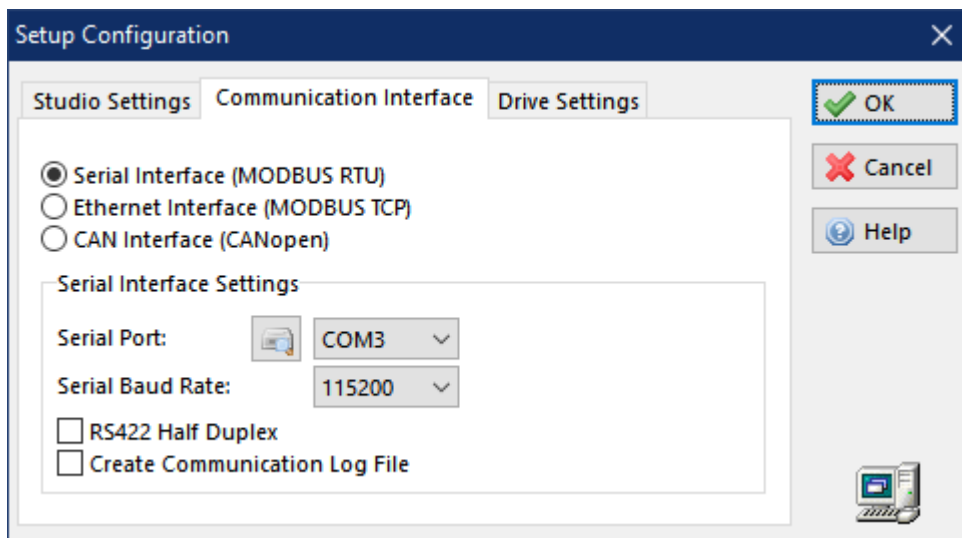 Setup Configuration
Studio Settings Communication Interface Drive Settings
OK
Cancel
Help
Serial Interface (MODBUS RTU)
Ethernet Interface (MODBUS TCP)
CAN Interface (CANopen)
Serial Interface Settings
Serial Port: COM3
Serial Baud Rate: 115200
RS422 Half Duplex
Create Communication Log File